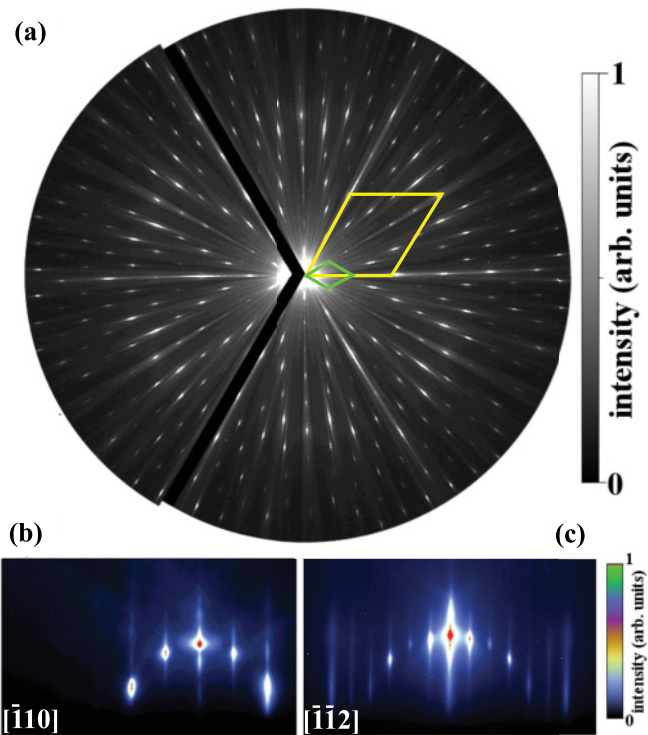 (a)
1
intensity (arb. units)
0
(b)
(c)
[1̄10]
[1̄1̄2]
1
intensity (arb. units)
0